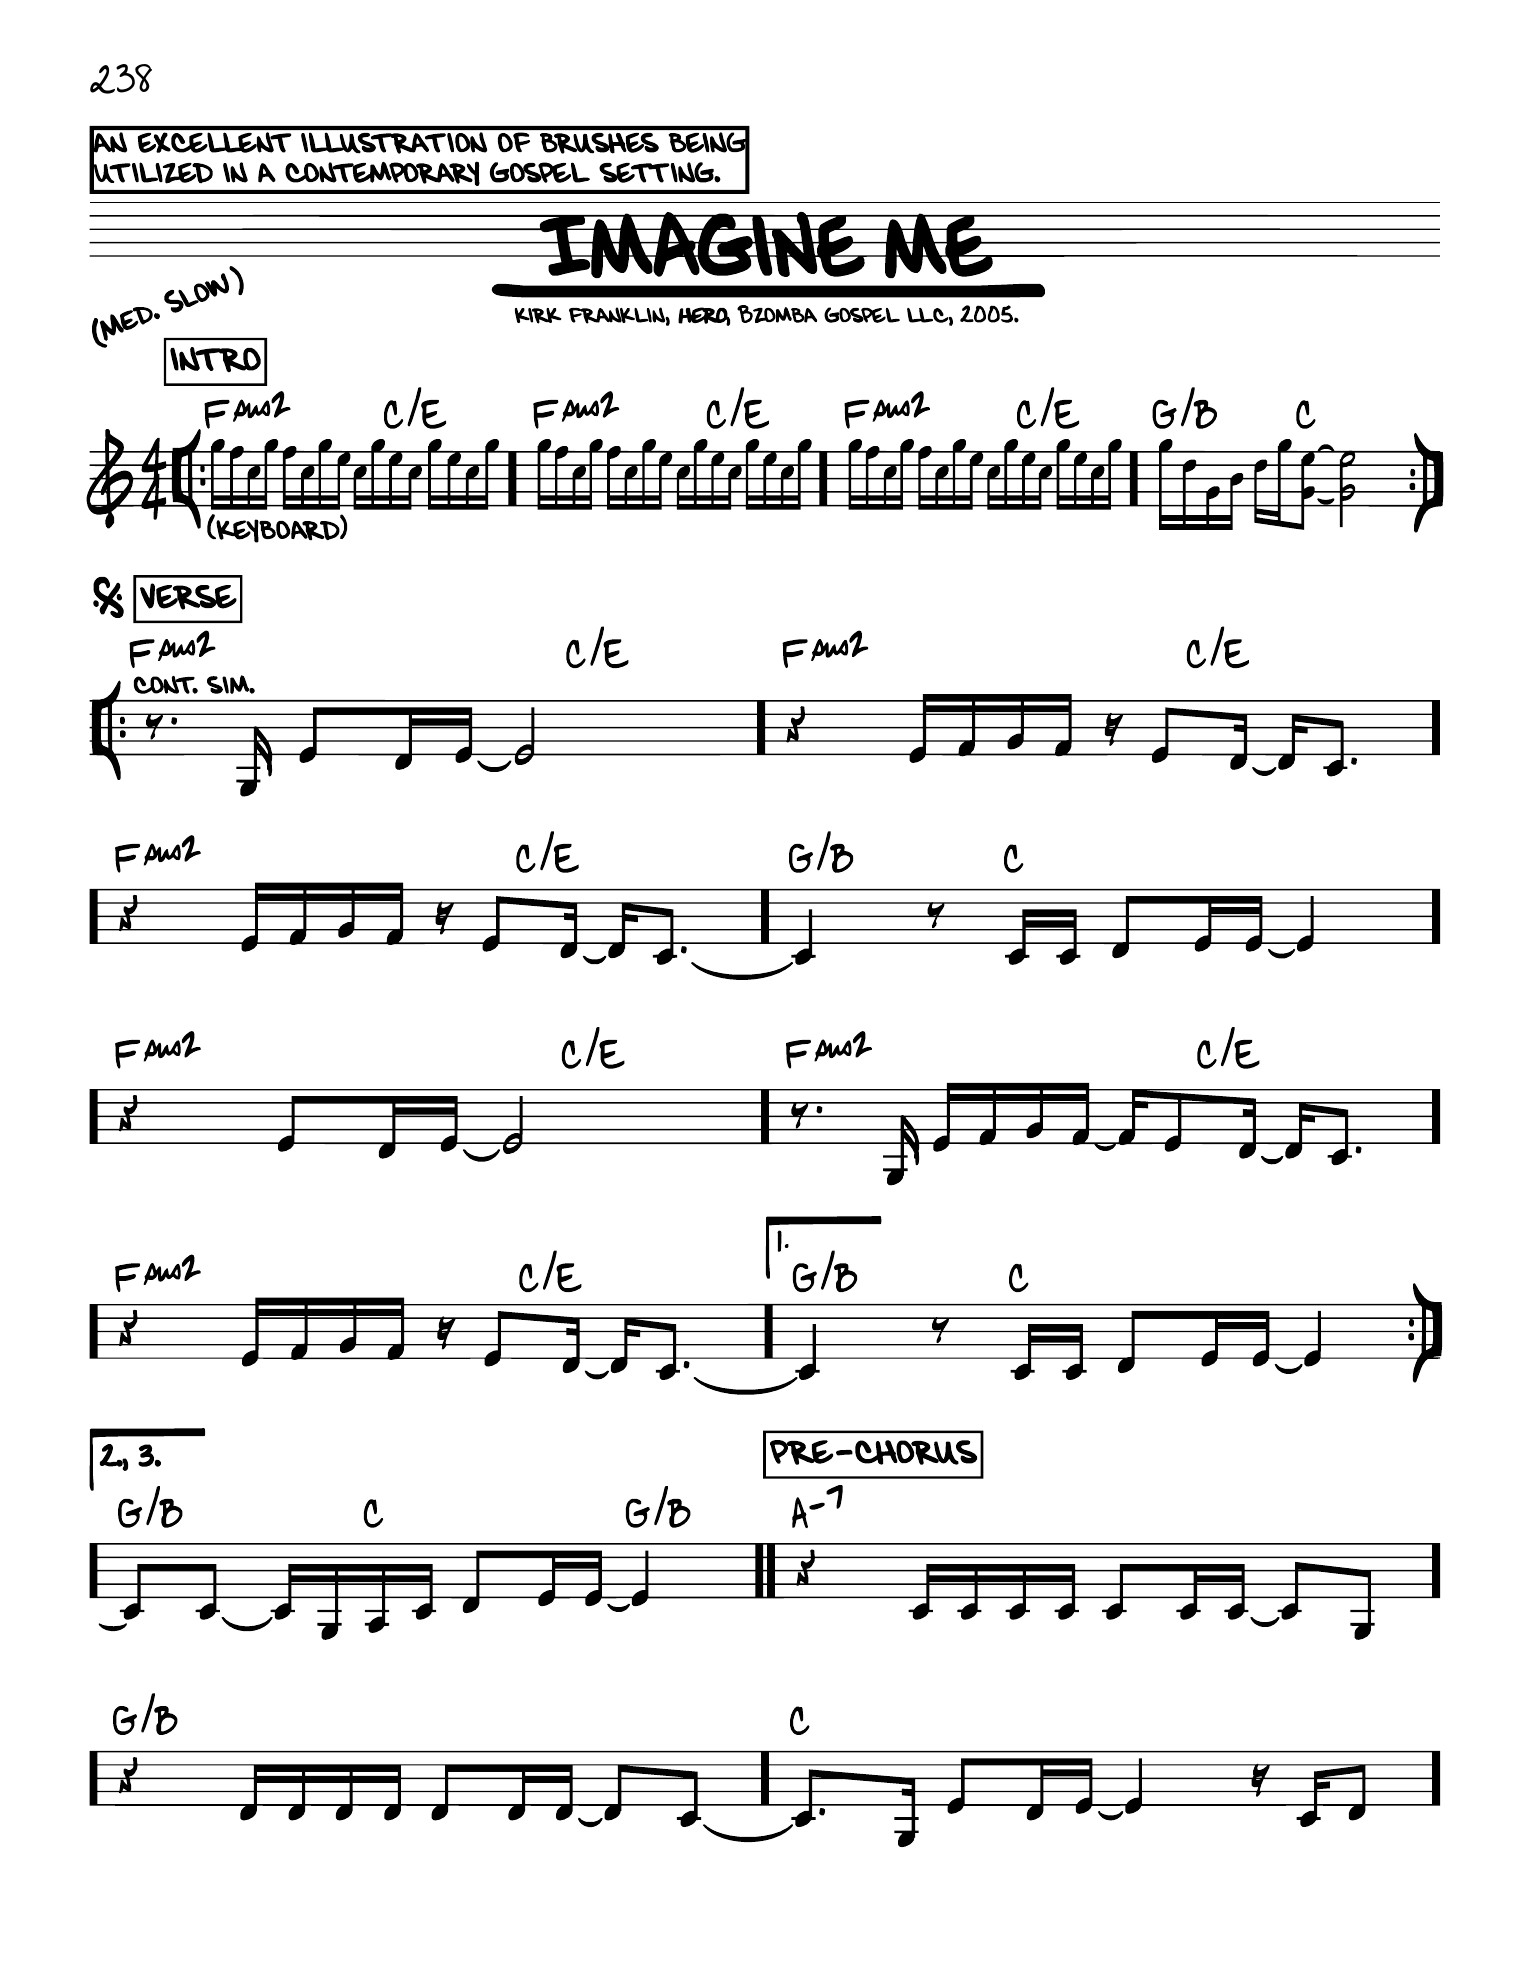 238
AN EXCELLENT ILLUSTRATION OF BRUSHES BEING
UTILIZED IN A CONTEMPORARY GOSPEL SETTING.
IMAGINE ME
(MED. SLOW)
KIRK FRANKLIN, HERO, BZOMBA GOSPEL LLC, 2005.
INTRO
Fsus2 C/E Fsus2 C/E Fsus2 C/E G/B C
4
4
(KEYBOARD)
VERSE
Fsus2 C/E Fsus2 C/E
CONT. SIM.
Fsus2 C/E G/B C
Fsus2 C/E Fsus2 C/E
1.
Fsus2 C/E G/B C
2., 3. PRE-CHORUS
G/B C G/B A-7
G/B C